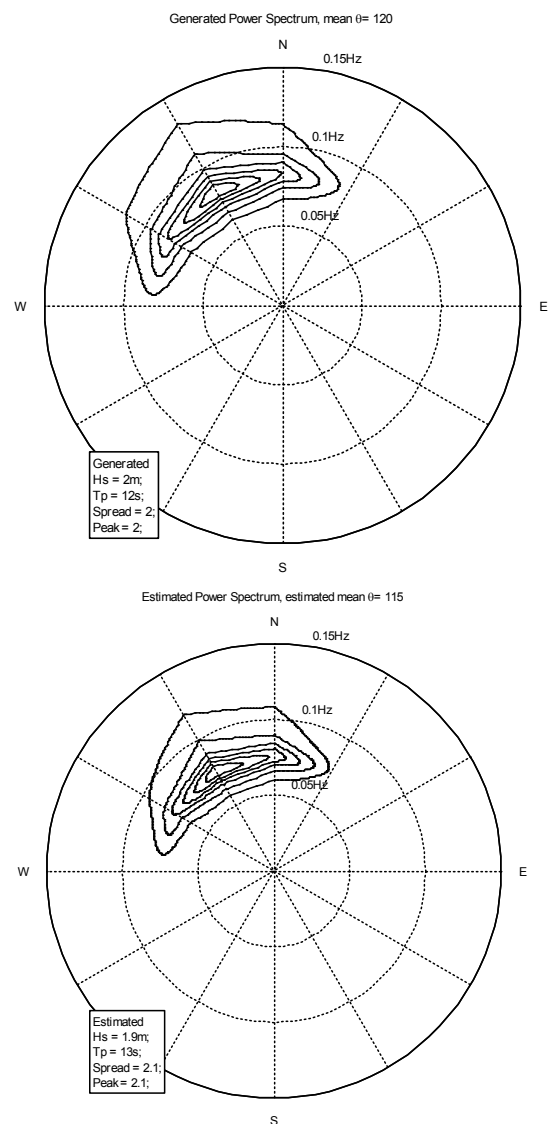 Generated Power Spectrum, mean θ= 120
N
0.15Hz
0.1Hz
0.05Hz
W
E
Generated
Hs = 2m;
Tp = 12s;
Spread = 2;
Peak = 2;
S
Estimated Power Spectrum, estimated mean θ= 115
N
0.15Hz
0.1Hz
0.05Hz
W
E
Estimated
Hs = 1.9m;
Tp = 13s;
Spread = 2.1;
Peak = 2.1;
S